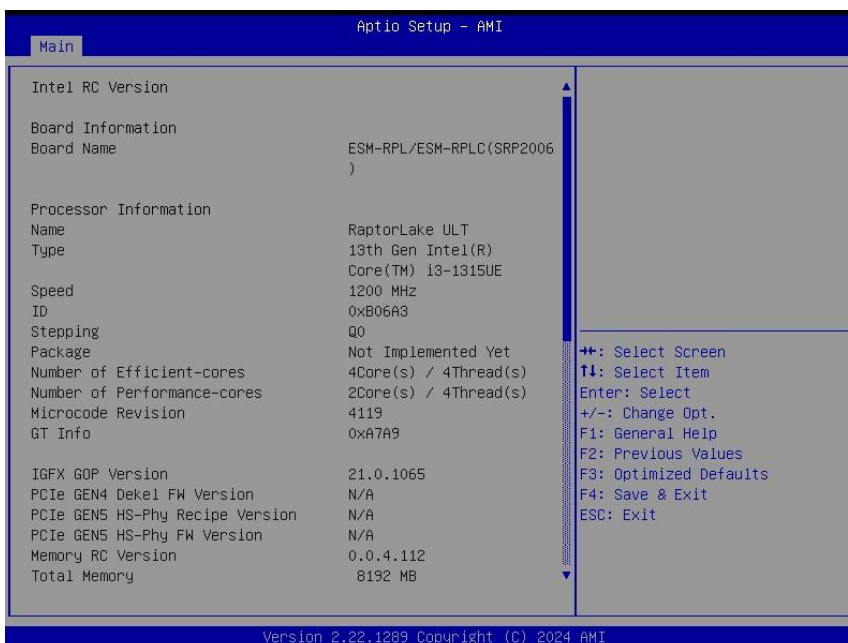 Aptio Setup - AMI
Main
Intel RC Version
Board Information
Board Name ESM-RPL/ESM-RPLC(SRP2006
)
Processor Information
Name RaptorLake ULT
Type 13th Gen Intel(R)
Core(TM) i3-1315UE
Speed 1200 MHz
ID 0xB06A3
Stepping Q0
Package Not Implemented Yet
Number of Efficient-cores 4Core(s) / 4Thread(s)
Number of Performance-cores 2Core(s) / 4Thread(s)
Microcode Revision 4119
GT Info 0xA7A9
IGFX GOP Version 21.0.1065
PCIe GEN4 Dekel FW Version N/A
PCIe GEN5 HS-Phy Recipe Version N/A
PCIe GEN5 HS-Phy FW Version N/A
Memory RC Version 0.0.4.112
Total Memory 8192 MB
→←: Select Screen
↑↓: Select Item
Enter: Select
+/-: Change Opt.
F1: General Help
F2: Previous Values
F3: Optimized Defaults
F4: Save & Exit
ESC: Exit
Version 2.22.1289 Copyright (C) 2024 AMI